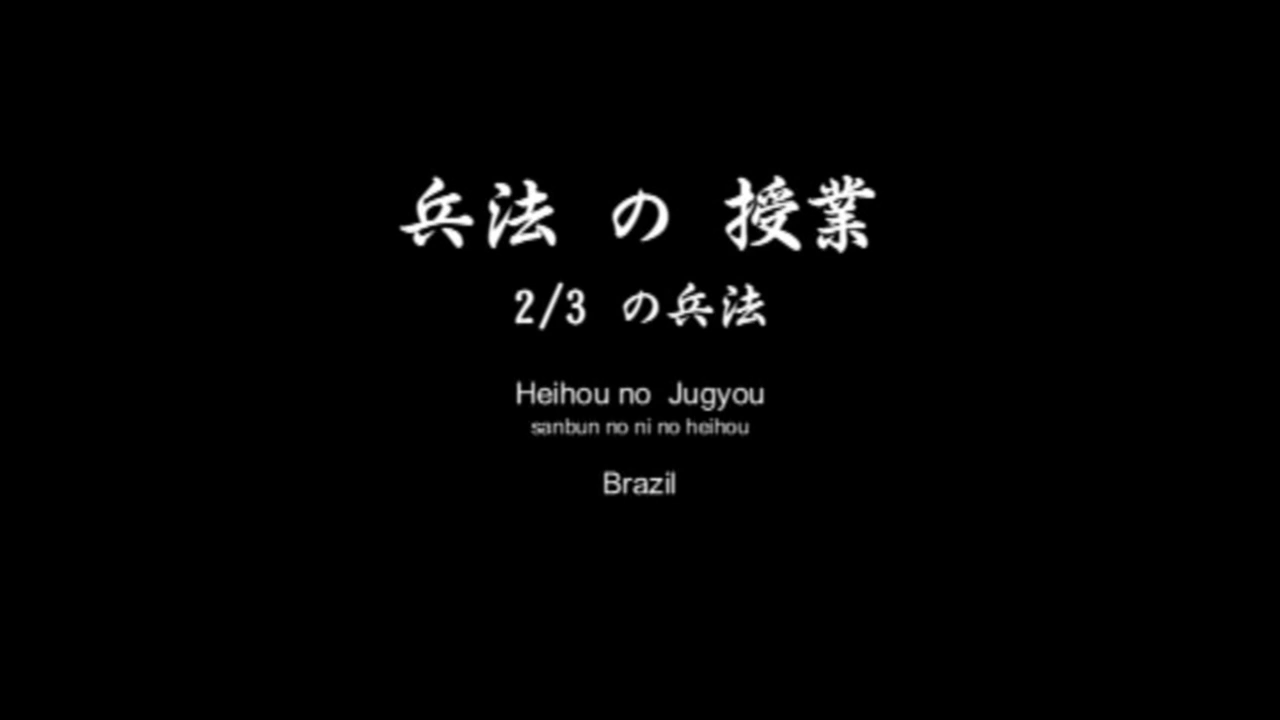 兵法 の 授業
2/3 の兵法
Heihou no Jugyou
sanbun no ni no heihou
Brazil